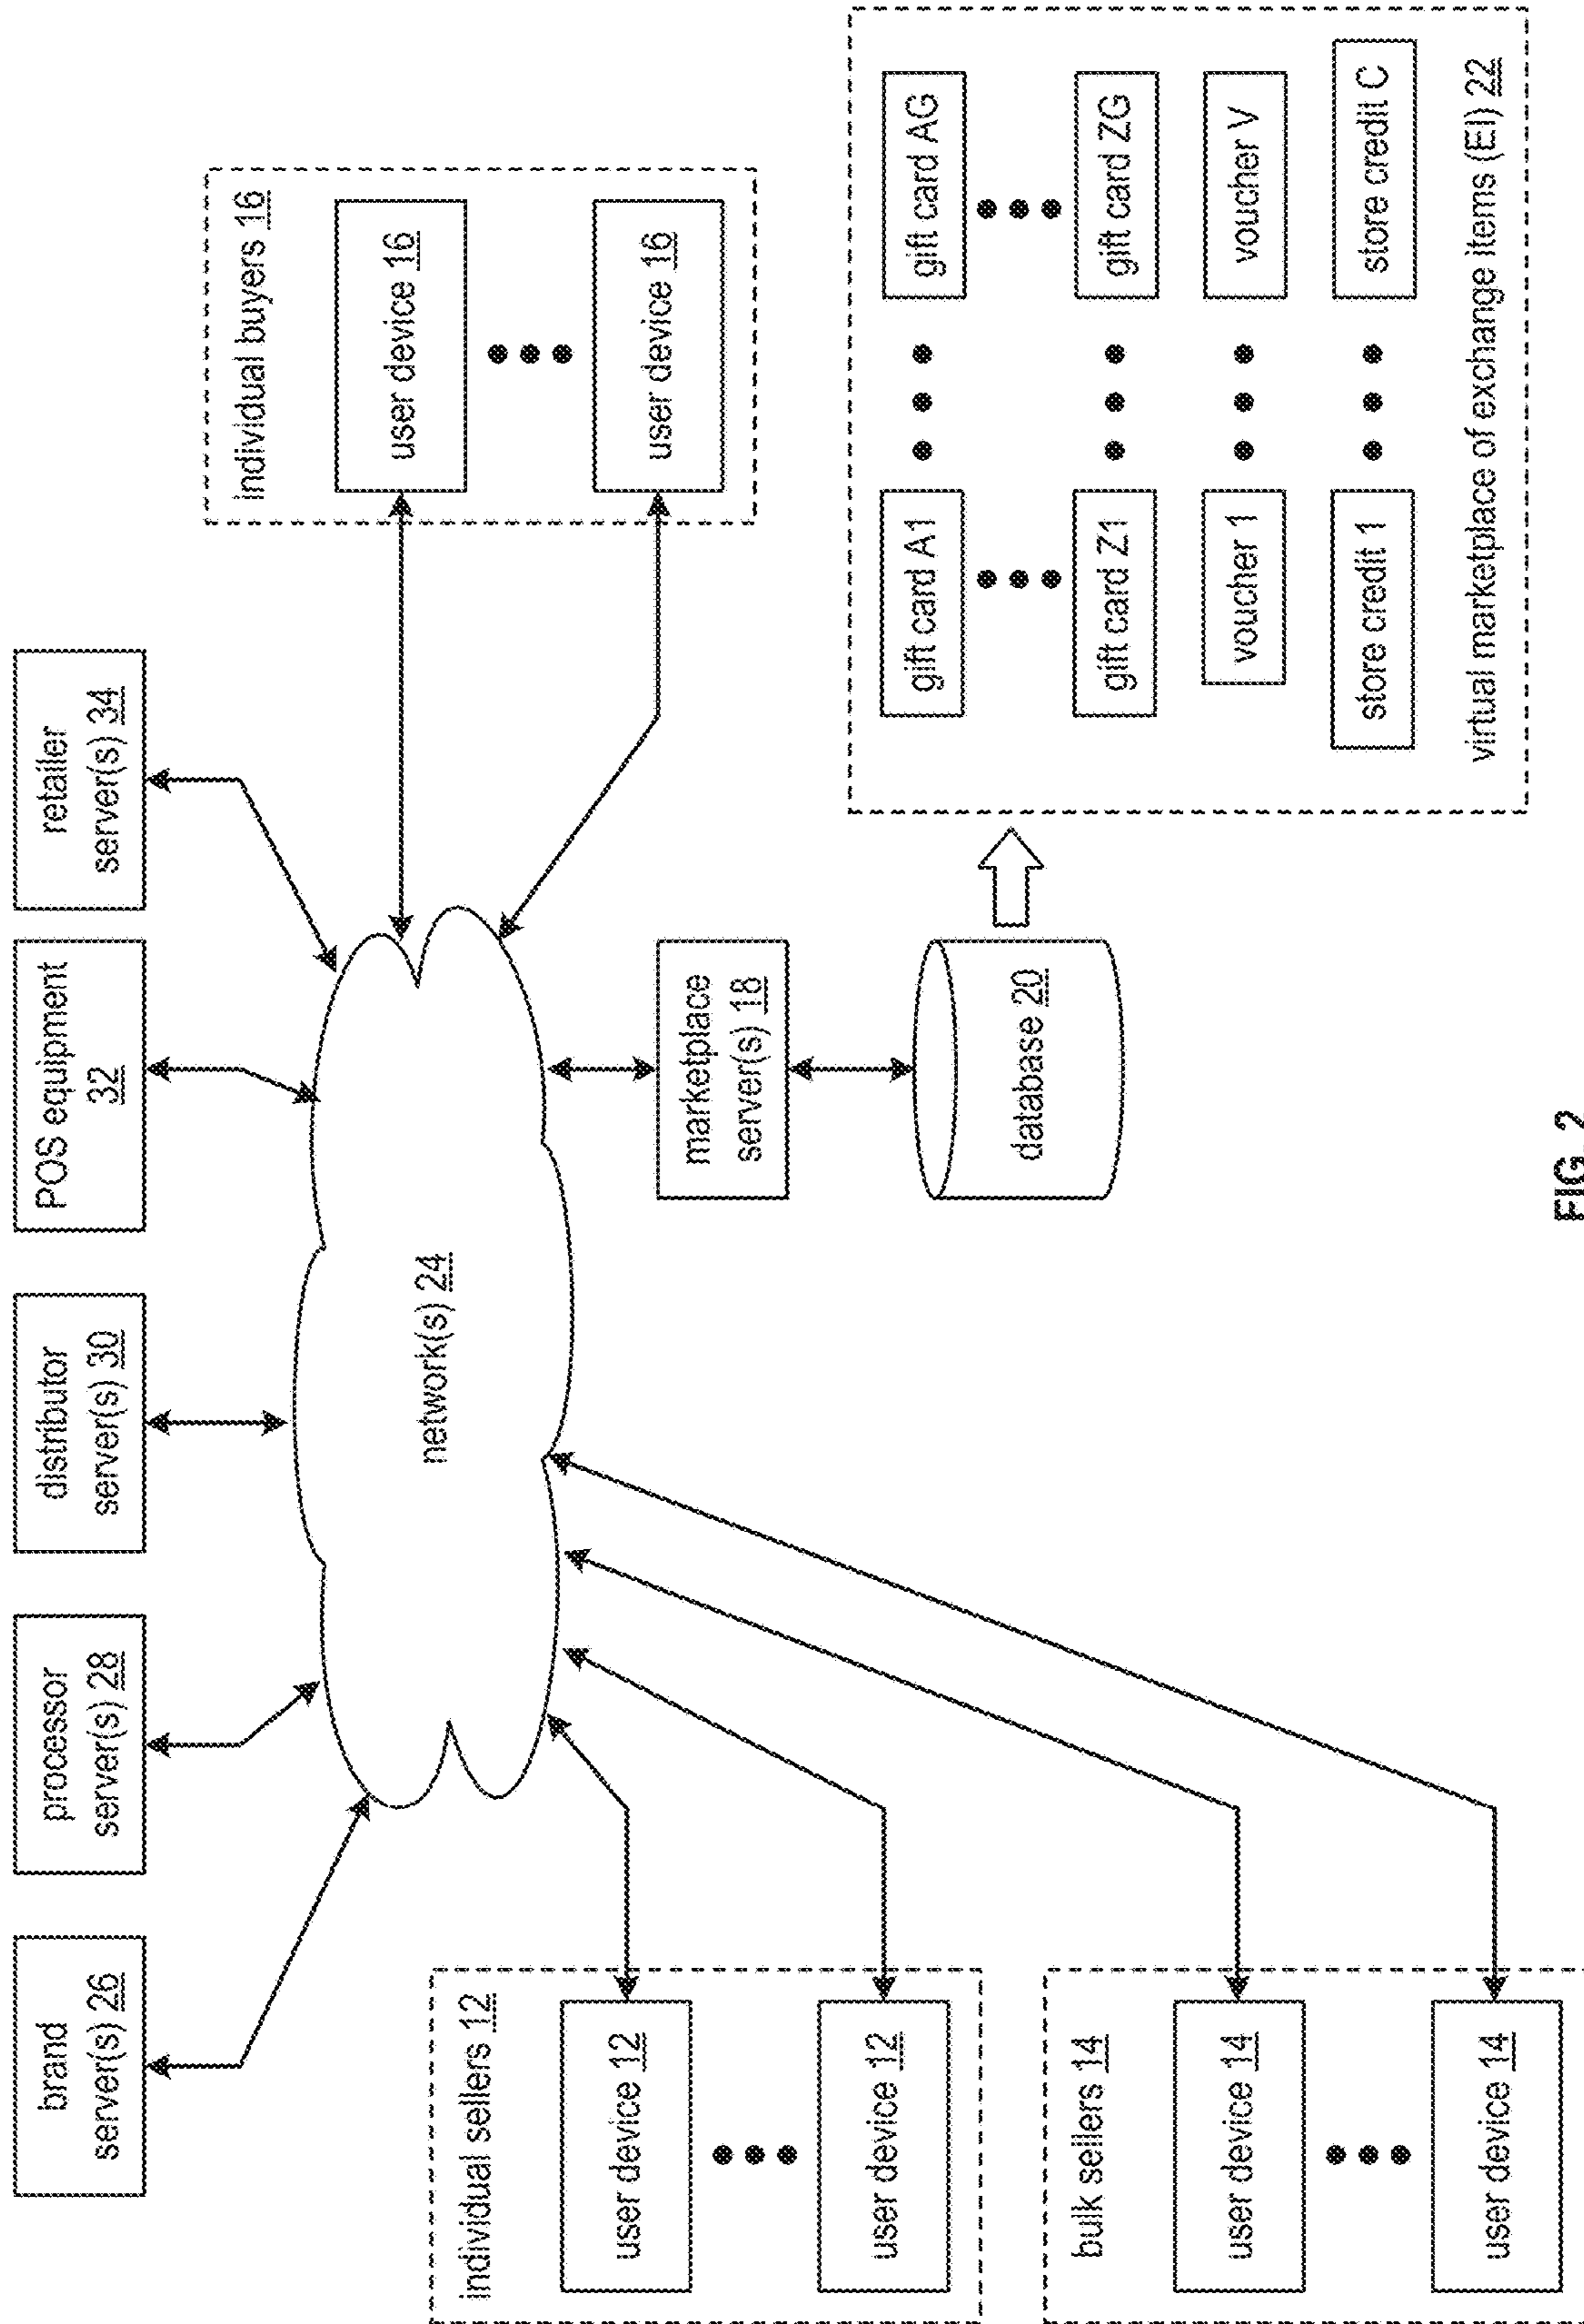 brand
server(s) 26
processor
server(s) 28
distributor
server(s) 30
POS equipment
32
retailer
server(s) 34
individual sellers 12
user device 12
user device 12
bulk sellers 14
user device 14
user device 14
network(s) 24
marketplace
server(s) 18
database 20
individual buyers 16
user device 16
user device 16
gift card A1
gift card AG
gift card Z1
gift card ZG
voucher 1
voucher V
store credit 1
store credit C
virtual marketplace of exchange items (EI) 22
FIG. 2